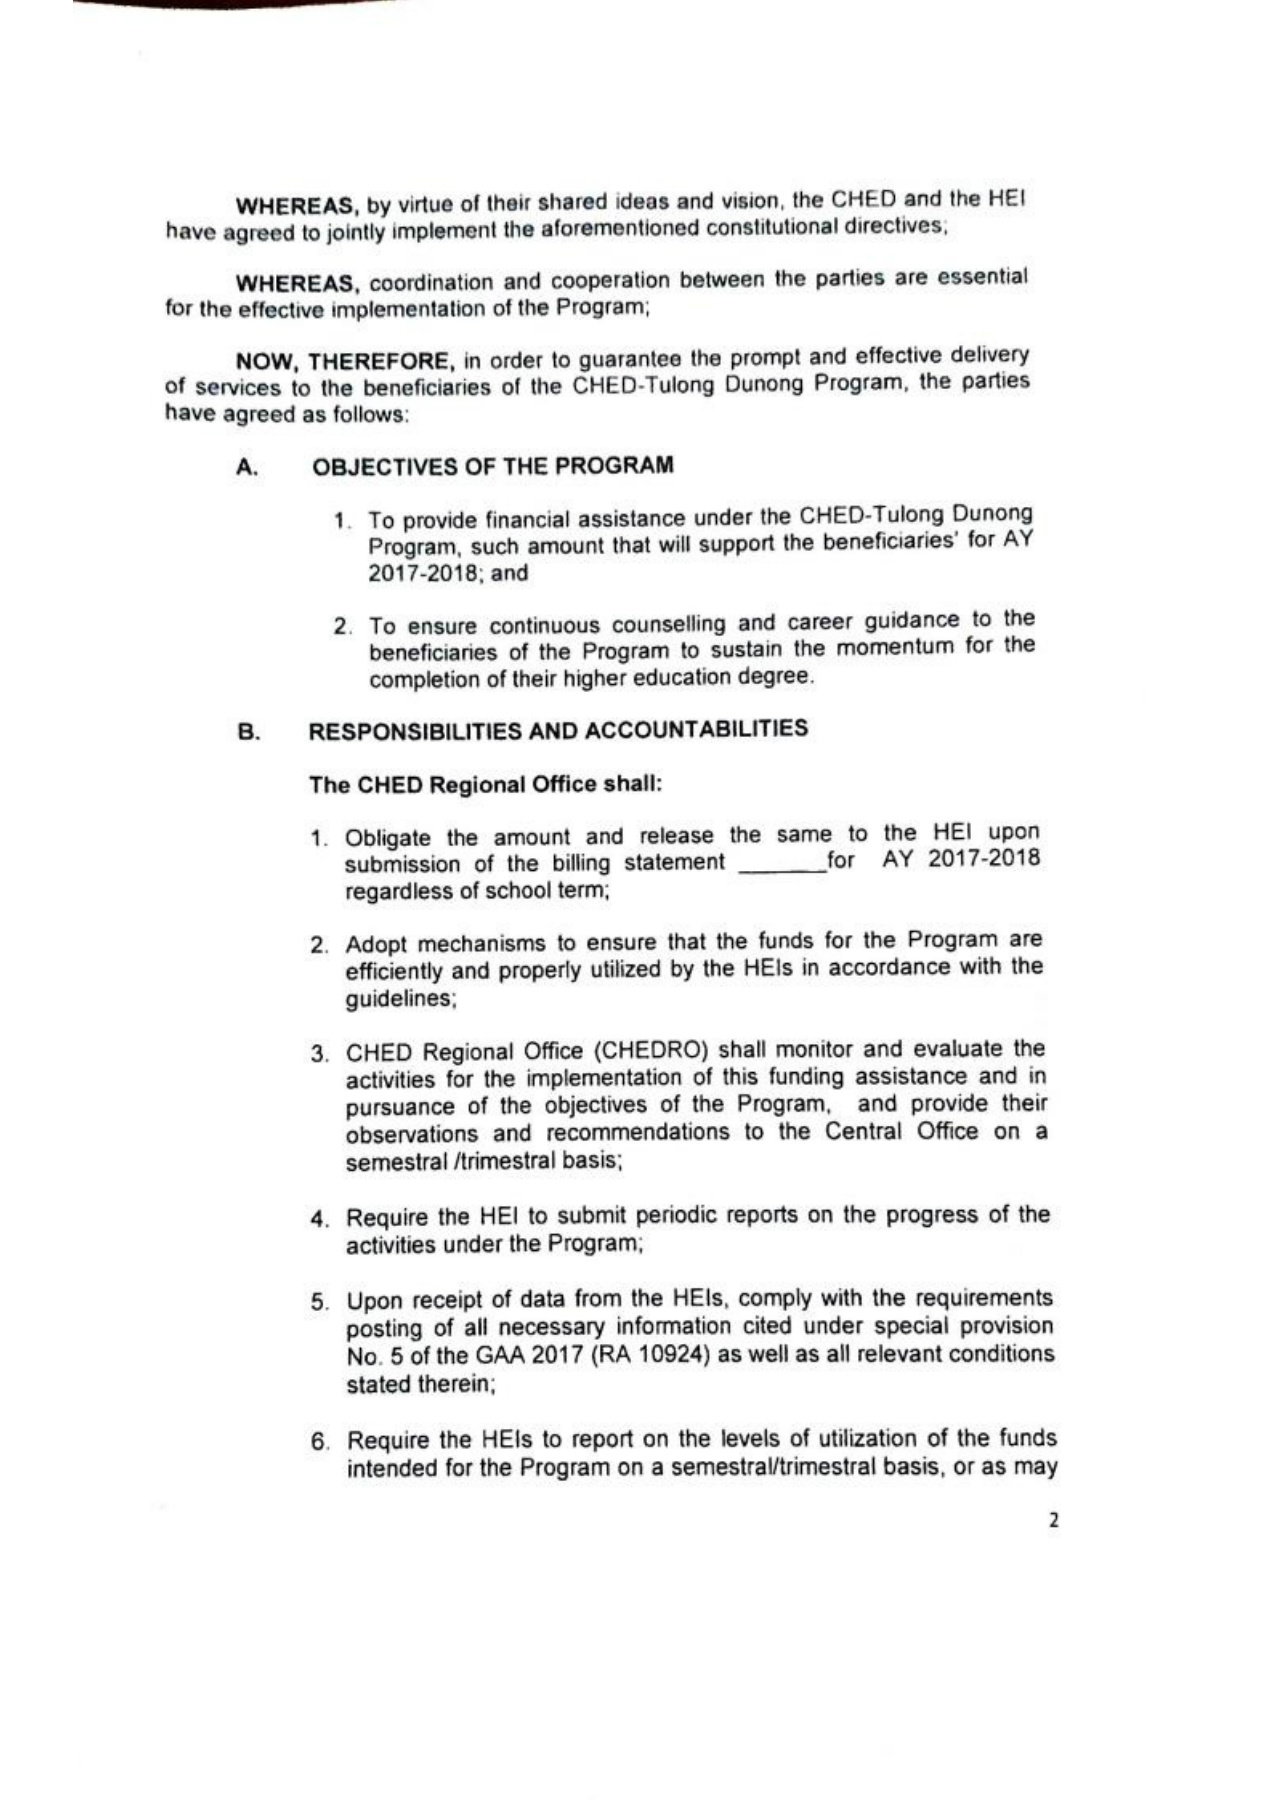 WHEREAS, by virtue of their shared ideas and vision, the CHED and the HEI
have agreed to jointly implement the aforementioned constitutional directives;
WHEREAS, coordination and cooperation between the parties are essential
for the effective implementation of the Program;
NOW, THEREFORE, in order to guarantee the prompt and effective delivery
of services to the beneficiaries of the CHED-Tulong Dunong Program, the parties
have agreed as follows:
A. OBJECTIVES OF THE PROGRAM
1. To provide financial assistance under the CHED-Tulong Dunong
Program, such amount that will support the beneficiaries' for AY
2017-2018; and
2. To ensure continuous counselling and career guidance to the
beneficiaries of the Program to sustain the momentum for the
completion of their higher education degree.
B. RESPONSIBILITIES AND ACCOUNTABILITIES
The CHED Regional Office shall:
1. Obligate the amount and release the same to the HEI upon
submission of the billing statement ______for AY 2017-2018
regardless of school term;
2. Adopt mechanisms to ensure that the funds for the Program are
efficiently and properly utilized by the HEIs in accordance with the
guidelines;
3. CHED Regional Office (CHEDRO) shall monitor and evaluate the
activities for the implementation of this funding assistance and in
pursuance of the objectives of the Program, and provide their
observations and recommendations to the Central Office on a
semestral /trimestral basis;
4. Require the HEI to submit periodic reports on the progress of the
activities under the Program;
5. Upon receipt of data from the HEIs, comply with the requirements
posting of all necessary information cited under special provision
No. 5 of the GAA 2017 (RA 10924) as well as all relevant conditions
stated therein;
6. Require the HEIs to report on the levels of utilization of the funds
intended for the Program on a semestral/trimestral basis, or as may
2